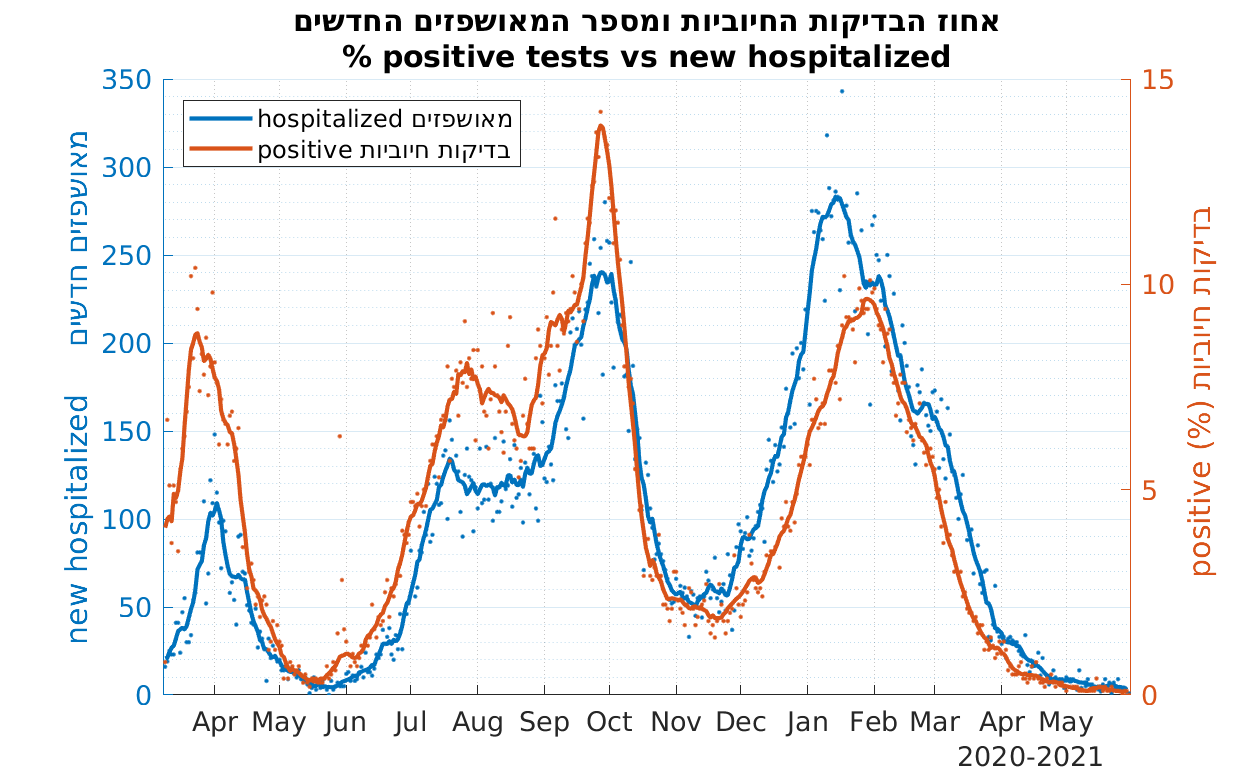 אחוז הבדיקות החיוביות ומספר המאושפזים החדשים
% positive tests vs new hospitalized
350
300
250
200
150
100
50
0
new hospitalized מאושפזים חדשים
hospitalized מאושפזים
positive בדיקות חיוביות
15
10
5
0
positive (%) בדיקות חיוביות
Apr May Jun Jul Aug Sep Oct Nov Dec Jan Feb Mar Apr May
2020-2021